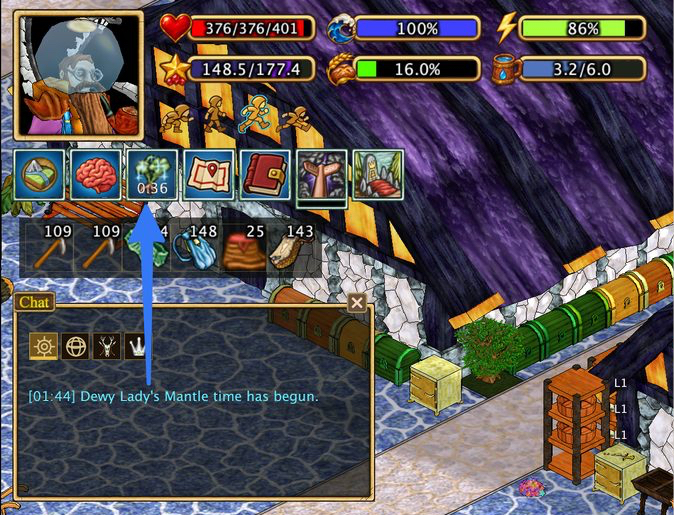 376/376/401
100%
86%
148.5/177.4
16.0%
3.2/6.0
0:36
109
109
4
148
25
143
Chat
[01:44] Dewy Lady's Mantle time has begun.
L1
L1
L1